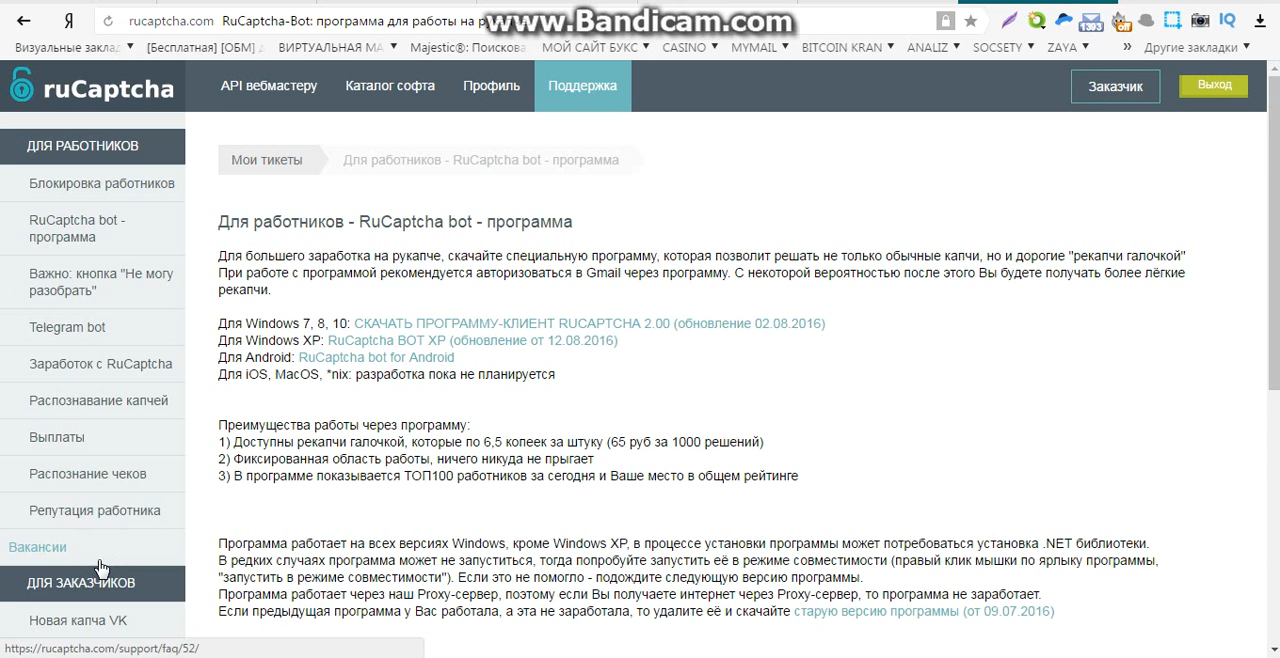 rucaptcha.com RuCaptcha-Bot: программа для работы на
www.Bandicam.com
Визуальные заклад
[Бесплатная] [ОБМ]
ВИРТУАЛЬНАЯ МА
Majestic®: Поискова
МОЙ САЙТ БУКС
CASINO
MYMAIL
BITCOIN KRAN
ANALIZ
SOCSETY
ZAYA
»
Другие закладки
ruCaptcha
API вебмастеру
Каталог софта
Профиль
Поддержка
Заказчик
Выход
ДЛЯ РАБОТНИКОВ
Блокировка работников
RuCaptcha bot -
программа
Важно: кнопка "Не могу
разобрать"
Telegram bot
Заработок с RuCaptcha
Распознавание капчей
Выплаты
Распознание чеков
Репутация работника
Вакансии
ДЛЯ ЗАКАЗЧИКОВ
Новая капча VK
https://rucaptcha.com/support/faq/52/
Мои тикеты
Для работников - RuCaptcha bot - программа
Для работников - RuCaptcha bot - программа
Для большего заработка на рукапче, скачайте специальную программу, которая позволит решать не только обычные капчи, но и дорогие "рекапчи галочкой"
При работе с программой рекомендуется авторизоваться в Gmail через программу. С некоторой вероятностью после этого Вы будете получать более лёгкие
рекапчи.
Для Windows 7, 8, 10: СКАЧАТЬ ПРОГРАММУ-КЛИЕНТ RUCAPTCHA 2.00 (обновление 02.08.2016)
Для Windows XP: RuCaptcha BOT XP (обновление от 12.08.2016)
Для Android: RuCaptcha bot for Android
Для iOS, MacOS, *nix: разработка пока не планируется
Преимущества работы через программу:
1) Доступны рекапчи галочкой, которые по 6,5 копеек за штуку (65 руб за 1000 решений)
2) Фиксированная область работы, ничего никуда не прыгает
3) В программе показывается ТОП100 работников за сегодня и Ваше место в общем рейтинге
Программа работает на всех версиях Windows, кроме Windows XP, в процессе установки программы может потребоваться установка .NET библиотеки.
В редких случаях программа может не запуститься, тогда попробуйте запустить её в режиме совместимости (правый клик мышки по ярлыку программы,
"запустить в режиме совместимости"). Если это не помогло - подождите следующую версию программы.
Программа работает через наш Proxy-сервер, поэтому если Вы получаете интернет через Proxy-сервер, то программа не заработает.
Если предыдущая программа у Вас работала, а эта не заработала, то удалите её и скачайте старую версию программы (от 09.07.2016)